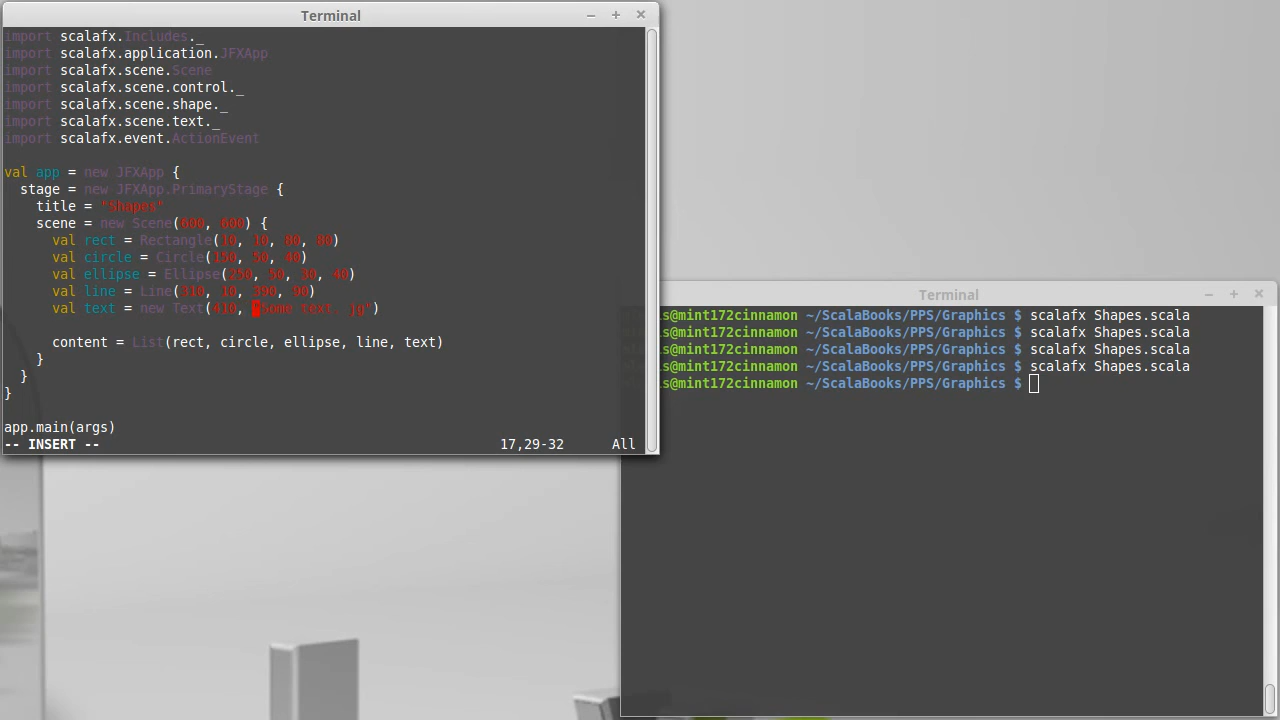 Terminal
import scalafx.Includes._
import scalafx.application.JFXApp
import scalafx.scene.Scene
import scalafx.scene.control._
import scalafx.scene.shape._
import scalafx.scene.text._
import scalafx.event.ActionEvent
val app = new JFXApp {
stage = new JFXApp.PrimaryStage {
title = "Shapes"
scene = new Scene(600, 600) {
val rect = Rectangle(10, 10, 80, 80)
val circle = Circle(150, 50, 40)
val ellipse = Ellipse(250, 50, 30, 40)
val line = Line(310, 10, 390, 90)
val text = new Text(410, "Some text. jg")
content = List(rect, circle, ellipse, line, text)
}
}
}
app.main(args)
-- INSERT -- 17,29-32 All
Terminal
s@mint172cinnamon ~/ScalaBooks/PPS/Graphics $ scalafx Shapes.scala
s@mint172cinnamon ~/ScalaBooks/PPS/Graphics $ scalafx Shapes.scala
s@mint172cinnamon ~/ScalaBooks/PPS/Graphics $ scalafx Shapes.scala
s@mint172cinnamon ~/ScalaBooks/PPS/Graphics $ scalafx Shapes.scala
s@mint172cinnamon ~/ScalaBooks/PPS/Graphics $